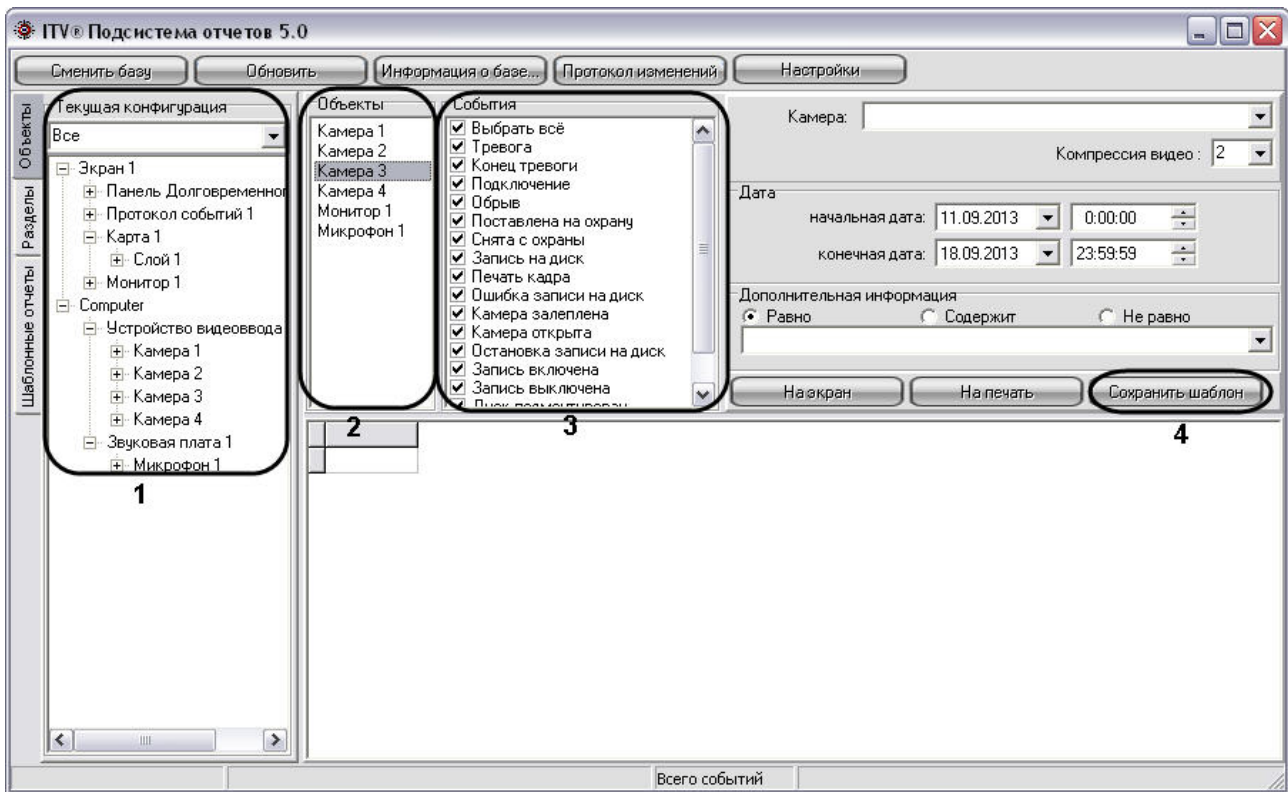 ITV® Подсистема отчетов 5.0
Сменить базу
Обновить
Информация о базе...
Протокол изменений
Настройки
Объекты
Разделы
Шаблонные отчеты
Текущая конфигурация
Все
Экран 1
Панель Долговременног
Протокол событий 1
Карта 1
Слой 1
Монитор 1
Computer
Устройство видеоввода
Камера 1
Камера 2
Камера 3
Камера 4
Звуковая плата 1
Микрофон 1
1
Объекты
Камера 1
Камера 2
Камера 3
Камера 4
Монитор 1
Микрофон 1
2
События
Выбрать всё
Тревога
Конец тревоги
Подключение
Обрыв
Поставлена на охрану
Снята с охраны
Запись на диск
Печать кадра
Ошибка записи на диск
Камера залеплена
Камера открыта
Остановка записи на диск
Запись включена
Запись выключена
3
Камера:
Компрессия видео : 2
Дата
начальная дата: 11.09.2013 0:00:00
конечная дата: 18.09.2013 23:59:59
Дополнительная информация
Равно Содержит Не равно
На экран
На печать
Сохранить шаблон
4
Всего событий